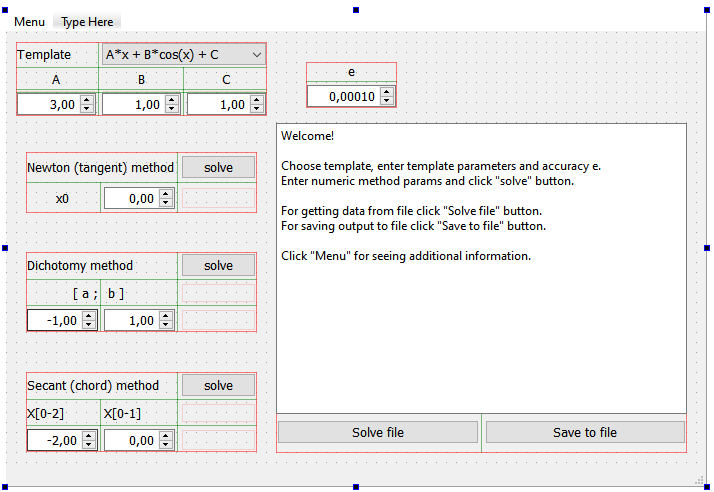 Menu Type Here
Template A*x + B*cos(x) + C
A B C
3,00 1,00 1,00
e
0,00010
Newton (tangent) method solve
x0 0,00
Dichotomy method solve
[ a ; b ]
-1,00 1,00
Secant (chord) method solve
X[0-2] X[0-1]
-2,00 0,00
Welcome!
Choose template, enter template parameters and accuracy e.
Enter numeric method params and click "solve" button.
For getting data from file click "Solve file" button.
For saving output to file click "Save to file" button.
Click "Menu" for seeing additional information.
Solve file Save to file